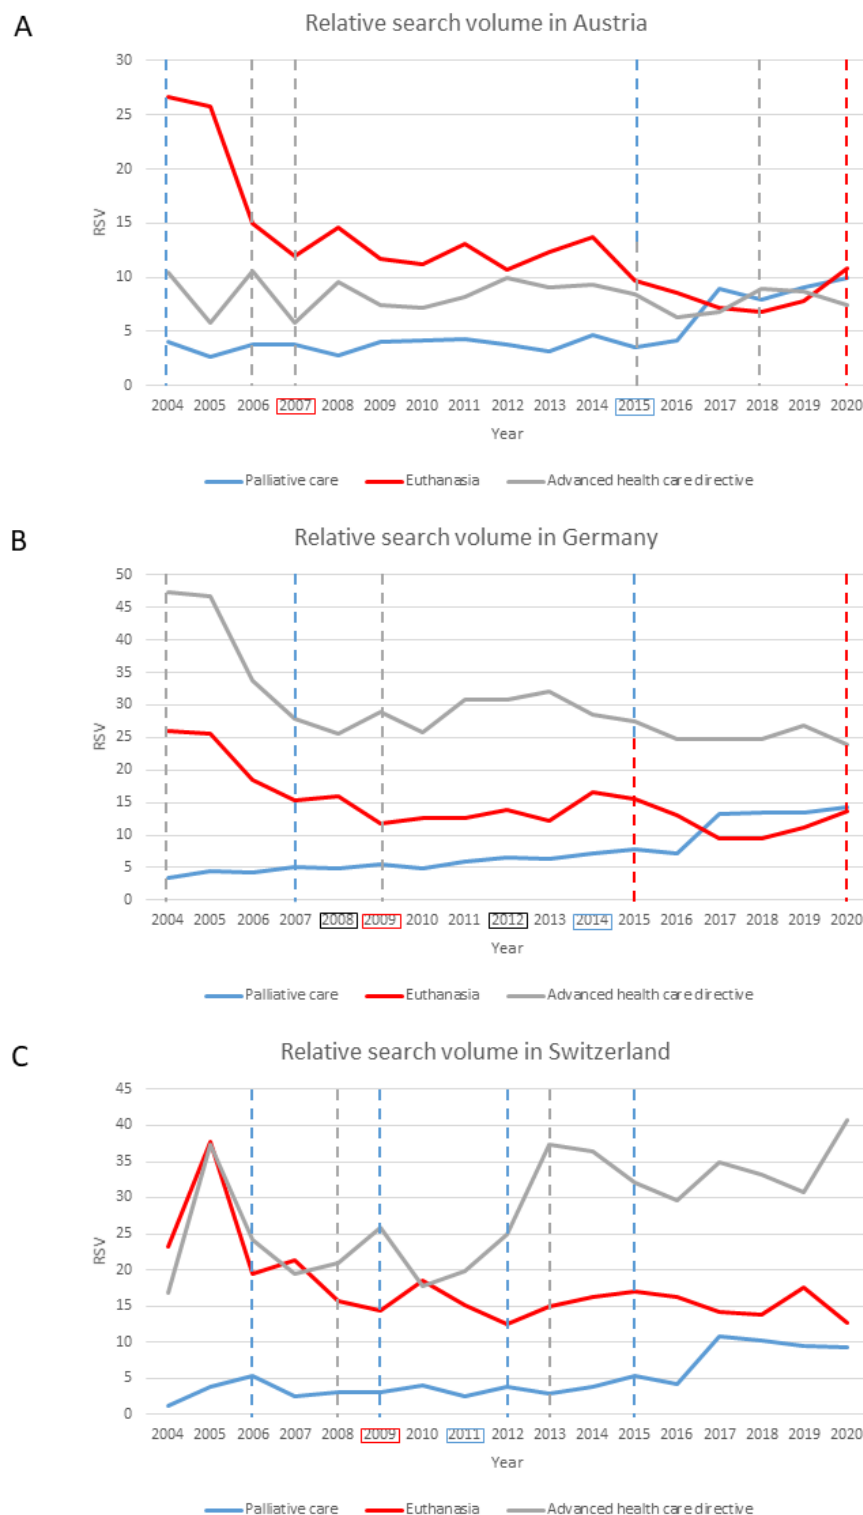 A
Relative search volume in Austria
30
25
20
15
10
5
0
RSV
2004 2005 2006 2007 2008 2009 2010 2011 2012 2013 2014 2015 2016 2017 2018 2019 2020
Year
Palliative care Euthanasia Advanced health care directive
B
Relative search volume in Germany
50
45
40
35
30
25
20
15
10
5
0
RSV
2004 2005 2006 2007 2008 2009 2010 2011 2012 2013 2014 2015 2016 2017 2018 2019 2020
Year
Palliative care Euthanasia Advanced health care directive
C
Relative search volume in Switzerland
45
40
35
30
25
20
15
10
5
0
RSV
2004 2005 2006 2007 2008 2009 2010 2011 2012 2013 2014 2015 2016 2017 2018 2019 2020
Year
Palliative care Euthanasia Advanced health care directive